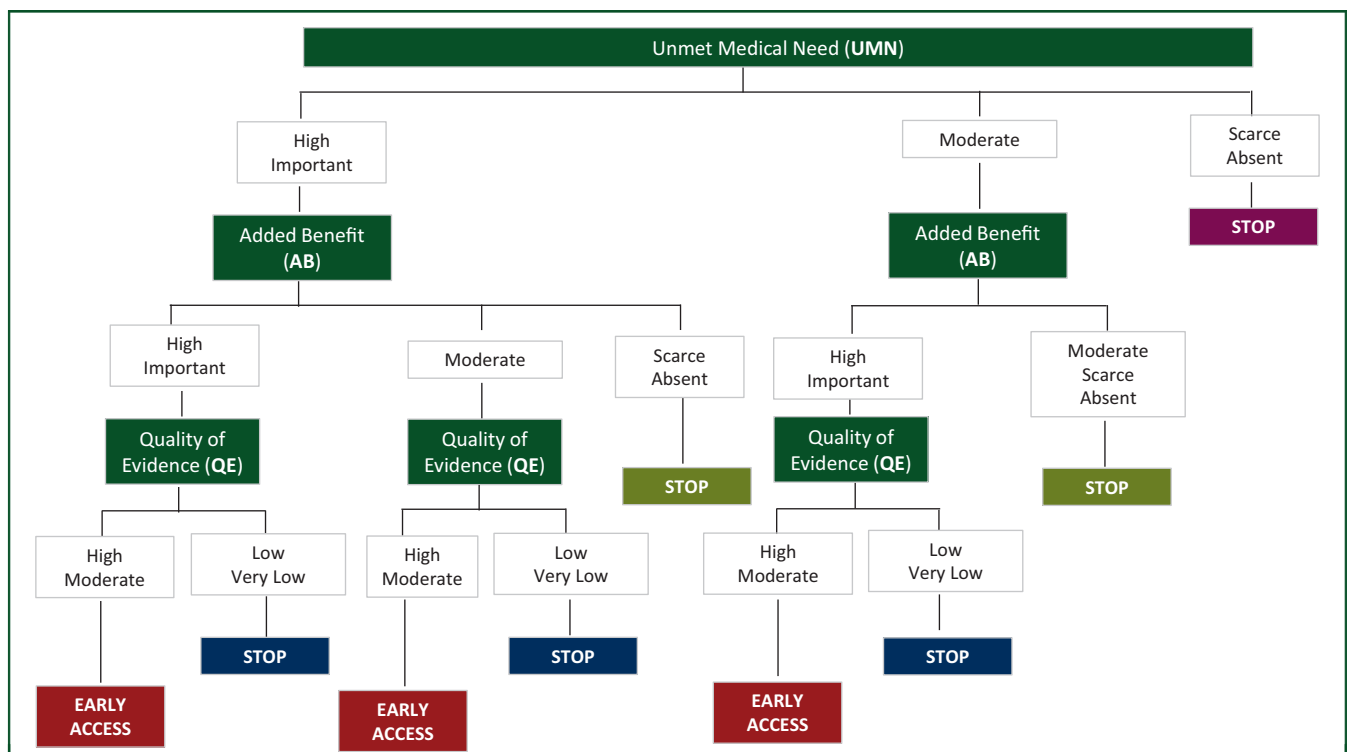 Unmet Medical Need (UMN)
High
Important
Moderate
Scarce
Absent
Added Benefit
(AB)
Added Benefit
(AB)
STOP
High
Important
Moderate
Scarce
Absent
High
Important
Moderate
Scarce
Absent
Quality of
Evidence (QE)
Quality of
Evidence (QE)
STOP
Quality of
Evidence (QE)
STOP
High
Moderate
Low
Very Low
High
Moderate
Low
Very Low
High
Moderate
Low
Very Low
STOP
STOP
STOP
EARLY
ACCESS
EARLY
ACCESS
EARLY
ACCESS